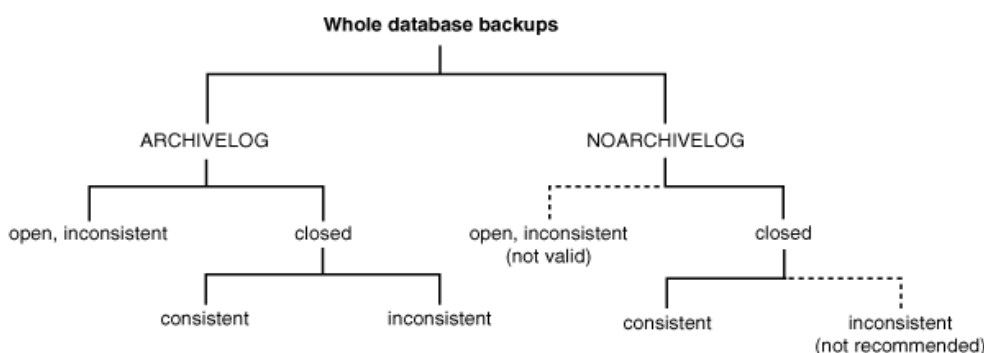 Whole database backups
ARCHIVELOG
NOARCHIVELOG
open, inconsistent
closed
open, inconsistent
(not valid)
closed
consistent
inconsistent
consistent
inconsistent
(not recommended)